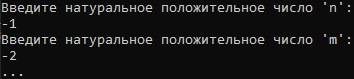 Введите натуральное положительное число 'n':
-1
Введите натуральное положительное число 'm':
-2
...